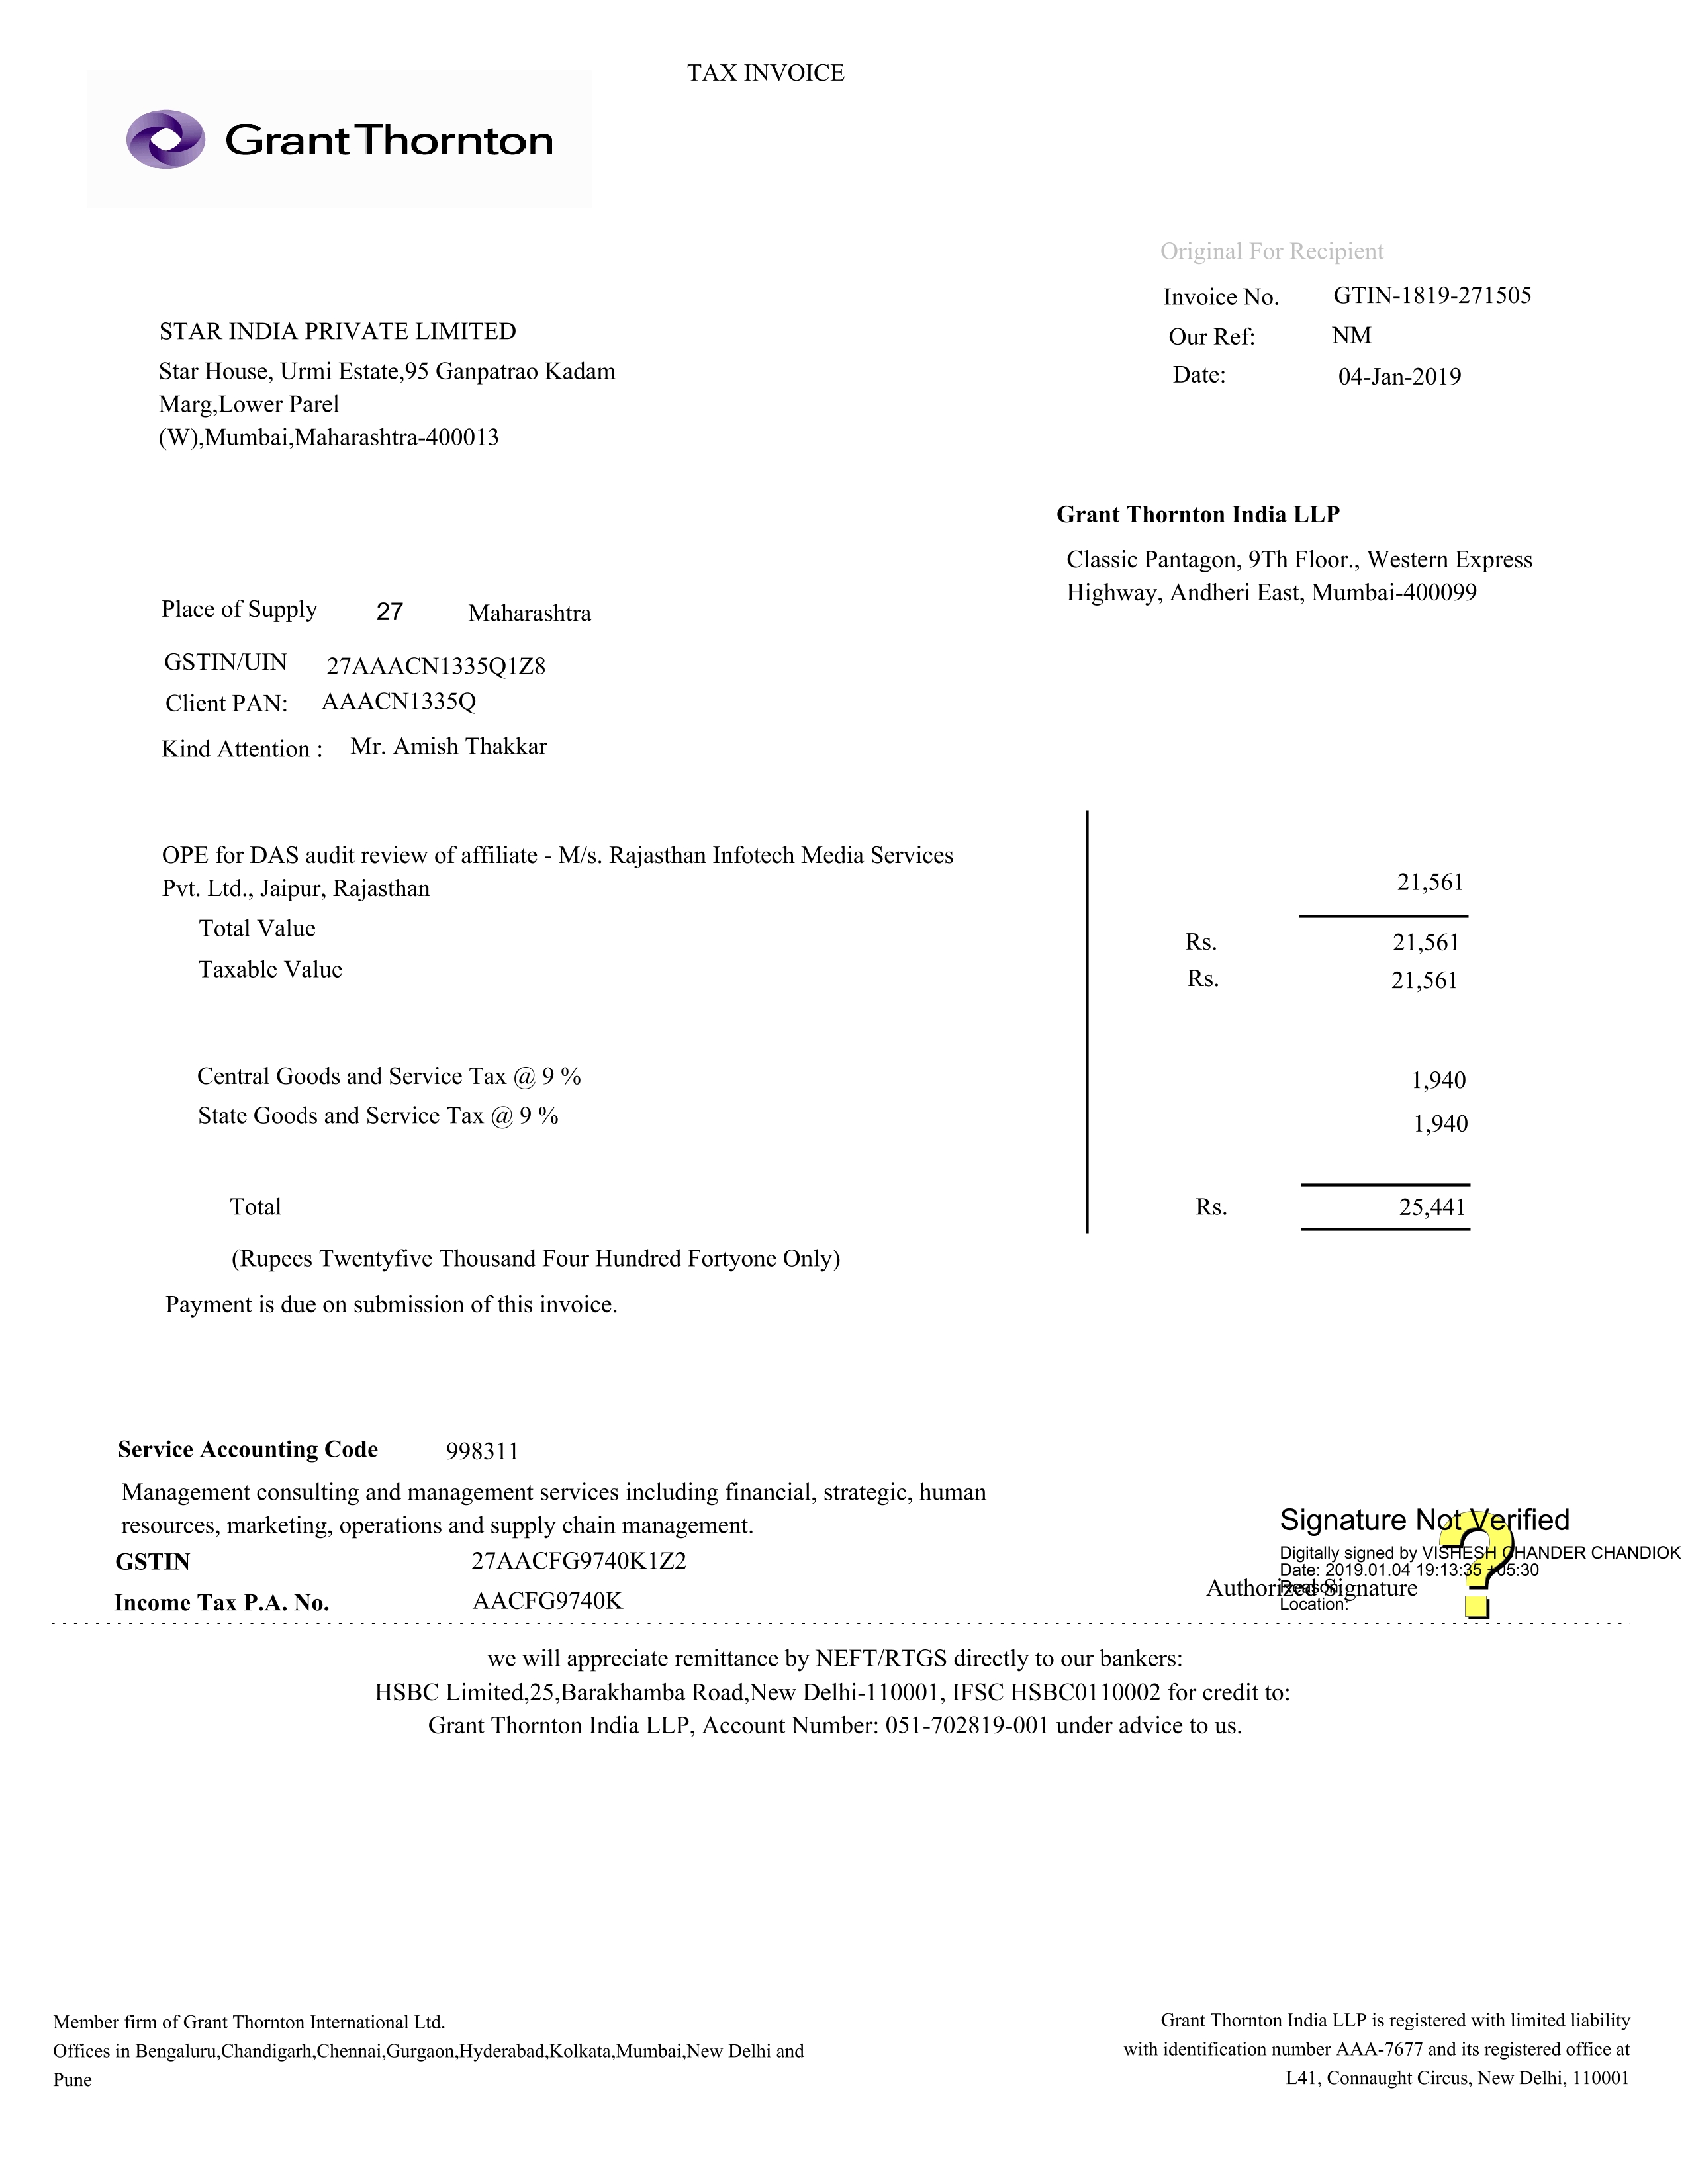 TAX INVOICE
Grant Thornton
Original For Recipient
Invoice No. GTIN-1819-271505
Our Ref: NM
Date: 04-Jan-2019
STAR INDIA PRIVATE LIMITED
Star House, Urmi Estate,95 Ganpatrao Kadam
Marg,Lower Parel
(W),Mumbai,Maharashtra-400013
Grant Thornton India LLP
Classic Pantagon, 9Th Floor., Western Express
Highway, Andheri East, Mumbai-400099
Place of Supply 27 Maharashtra
GSTIN/UIN 27AAACN1335Q1Z8
Client PAN: AAACN1335Q
Kind Attention : Mr. Amish Thakkar
OPE for DAS audit review of affiliate - M/s. Rajasthan Infotech Media Services
Pvt. Ltd., Jaipur, Rajasthan 21,561
Total Value Rs. 21,561
Taxable Value Rs. 21,561
Central Goods and Service Tax @ 9 % 1,940
State Goods and Service Tax @ 9 % 1,940
Total Rs. 25,441
(Rupees Twentyfive Thousand Four Hundred Fortyone Only)
Payment is due on submission of this invoice.
Service Accounting Code 998311
Management consulting and management services including financial, strategic, human
resources, marketing, operations and supply chain management.
GSTIN 27AACFG9740K1Z2
Income Tax P.A. No. AACFG9740K
Signature Not Verified
Digitally signed by VISHESH CHANDER CHANDIOK
Date: 2019.01.04 19:13:35 +05:30
Reason:
Location:
Authorized Signature
we will appreciate remittance by NEFT/RTGS directly to our bankers:
HSBC Limited,25,Barakhamba Road,New Delhi-110001, IFSC HSBC0110002 for credit to:
Grant Thornton India LLP, Account Number: 051-702819-001 under advice to us.
Member firm of Grant Thornton International Ltd.
Offices in Bengaluru,Chandigarh,Chennai,Gurgaon,Hyderabad,Kolkata,Mumbai,New Delhi and
Pune
Grant Thornton India LLP is registered with limited liability
with identification number AAA-7677 and its registered office at
L41, Connaught Circus, New Delhi, 110001